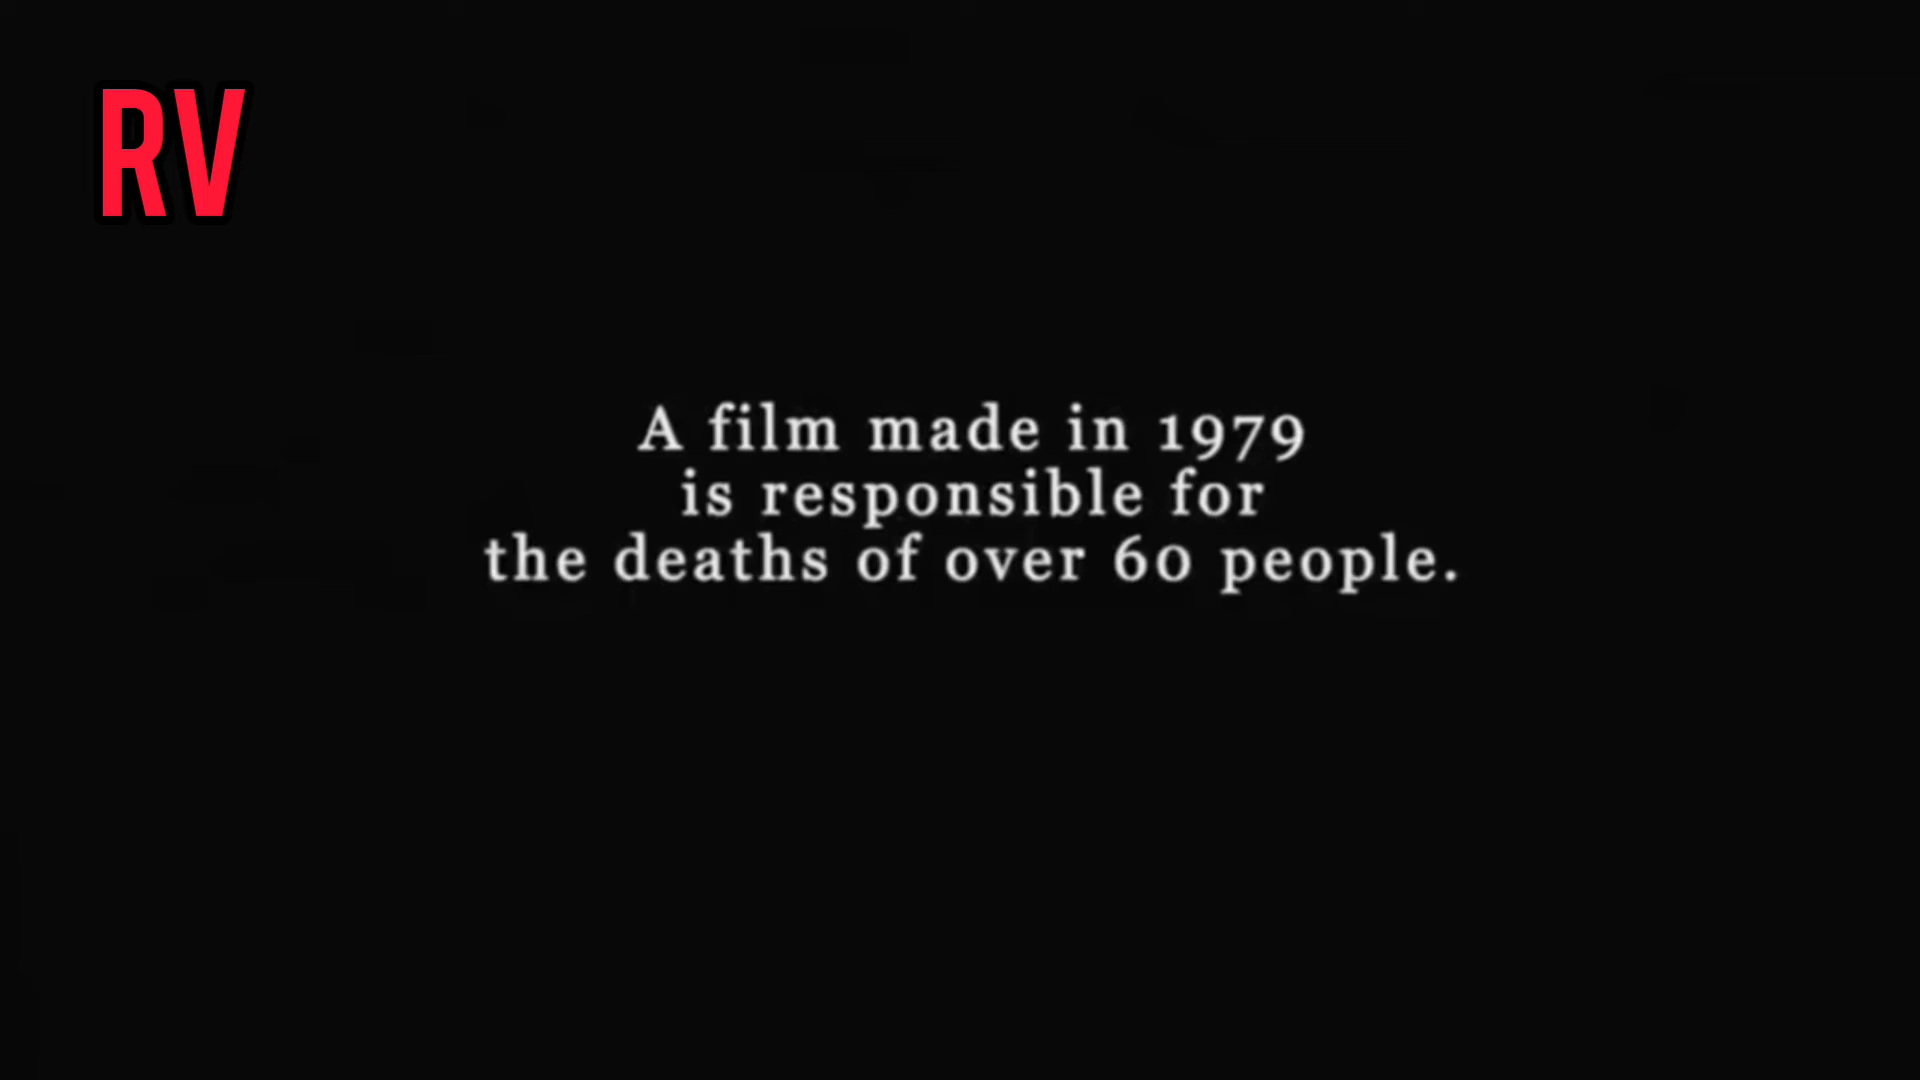 RV
A film made in 1979
is responsible for
the deaths of over 60 people.